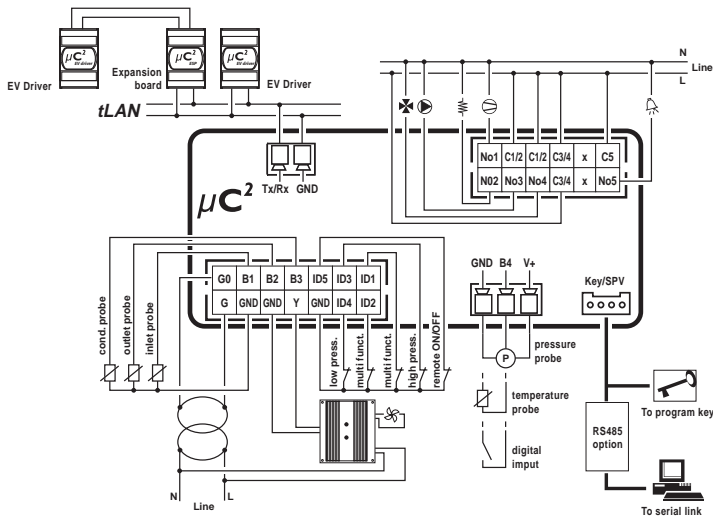 µC²
EV driver
µC²
EXP
µC²
EV driver
EV Driver
Expansion
board
EV Driver
tLAN
N
Line
L
Tx/Rx GND
µC²
No1 C1/2 C1/2 C3/4 x C5
N02 No3 No4 C3/4 x No5
G0 B1 B2 B3 ID5 ID3 ID1
G GND GND Y GND ID4 ID2
GND B4 V+
Key/SPV
cond. probe
outlet probe
inlet probe
low press.
multi funct.
multi funct.
high press.
remote ON/OFF
P
pressure
probe
temperature
probe
digital
imput
To program key
RS485
option
To serial link
N
Line
L